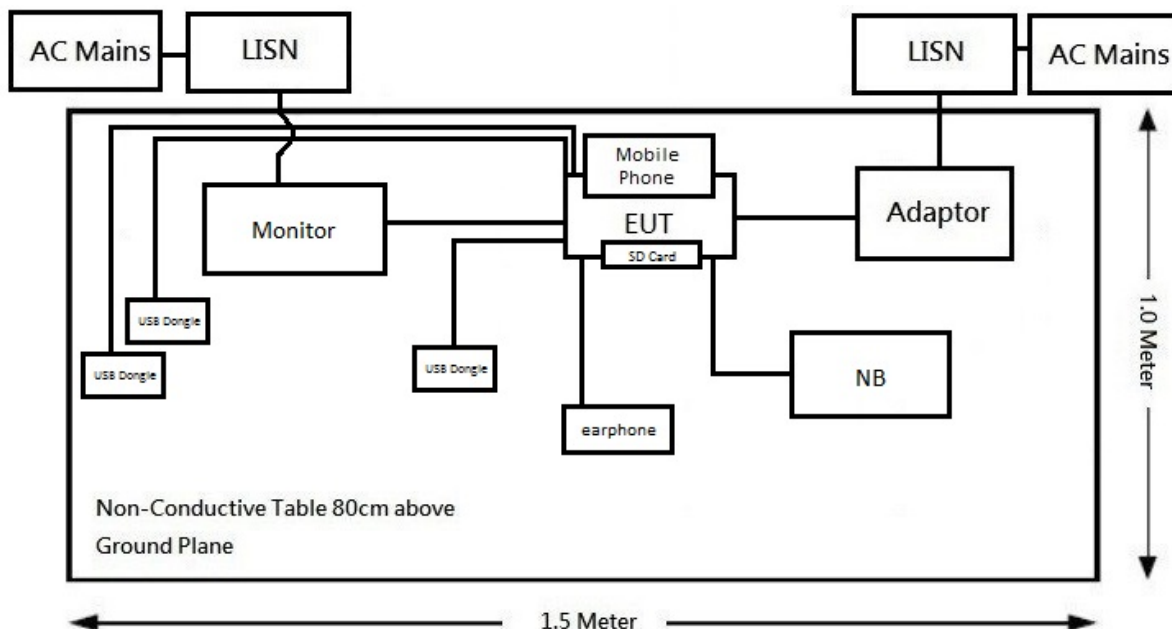 AC Mains
LISN
LISN
AC Mains
Mobile
Phone
Monitor
EUT
SD Card
Adaptor
USB Dongle
USB Dongle
USB Dongle
NB
earphone
1.0 Meter
Non-Conductive Table 80cm above
Ground Plane
1.5 Meter